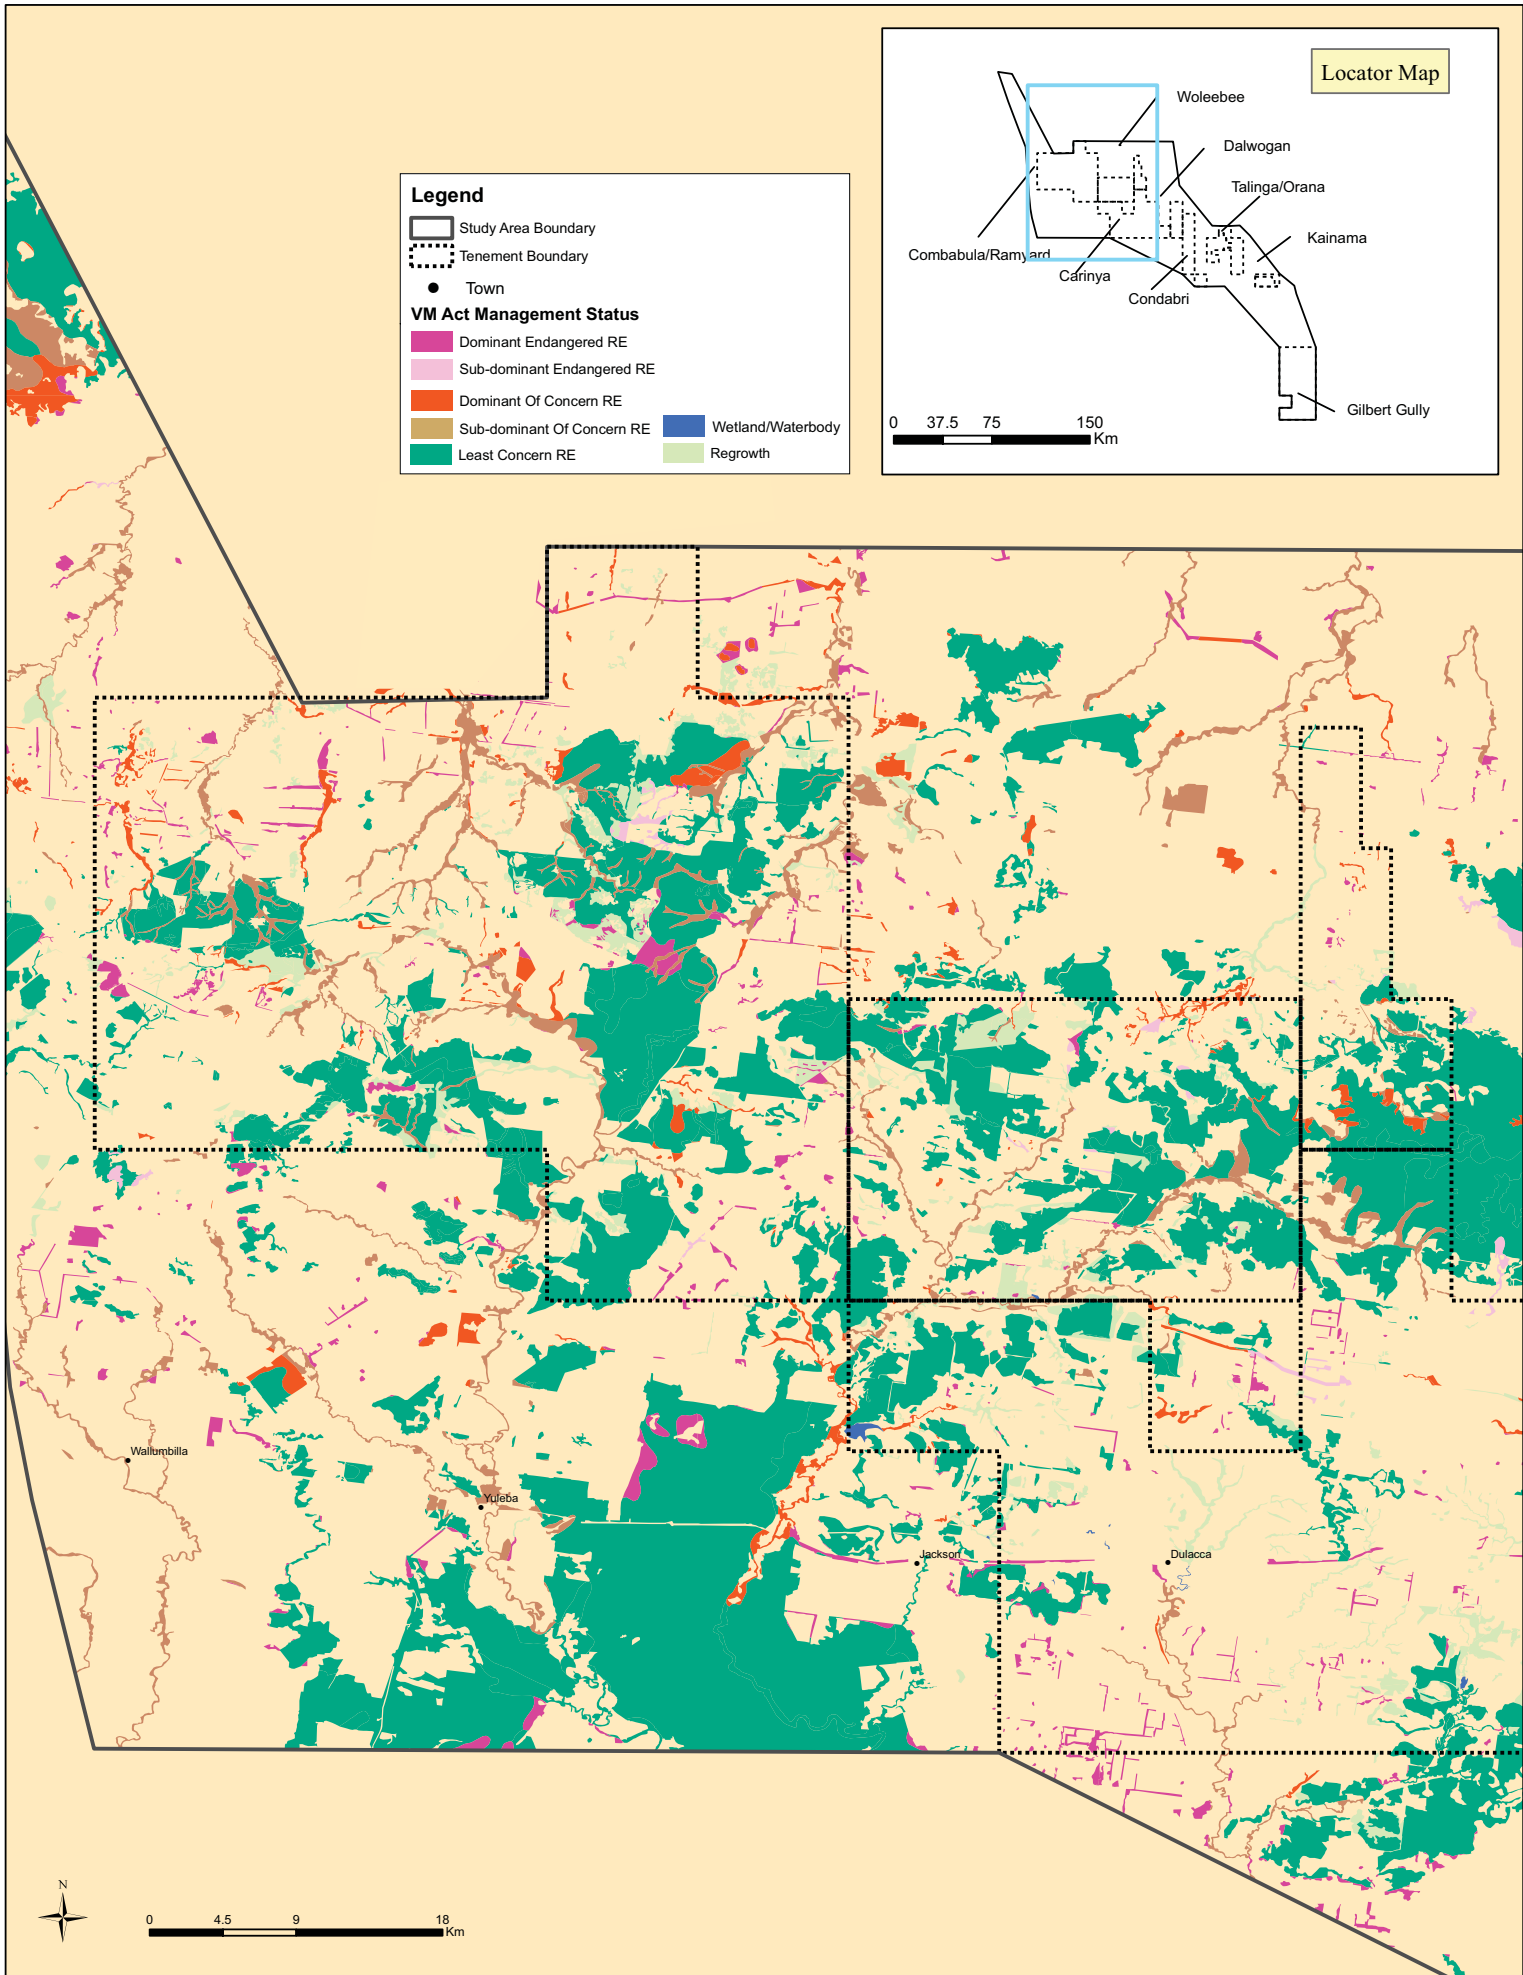 Locator Map
Woleebee
Dalwogan
Talinga/Orana
Kainama
Combabula/Ramyard
Carinya
Condabri
Gilbert Gully
0 37.5 75 150
Km
Legend
Study Area Boundary
Tenement Boundary
Town
VM Act Management Status
Dominant Endangered RE
Sub-dominant Endangered RE
Dominant Of Concern RE
Sub-dominant Of Concern RE
Least Concern RE
Wetland/Waterbody
Regrowth
Wallumbilla
Yuleba
Jackson
Dulacca
N
0 4.5 9 18
Km